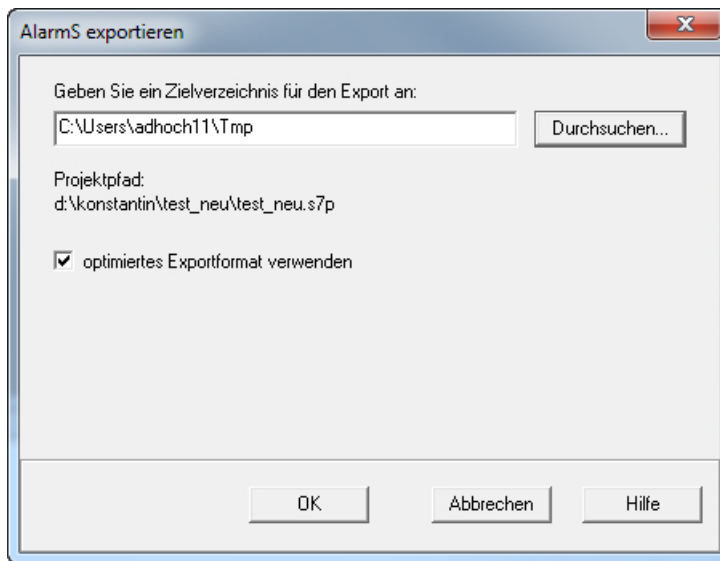 AlarmS exportieren
Geben Sie ein Zielverzeichnis für den Export an:
C:\Users\adhoch11\Tmp
Durchsuchen...
Projektpfad:
d:\konstantin\test_neu\test_neu.s7p
optimiertes Exportformat verwenden
OK
Abbrechen
Hilfe